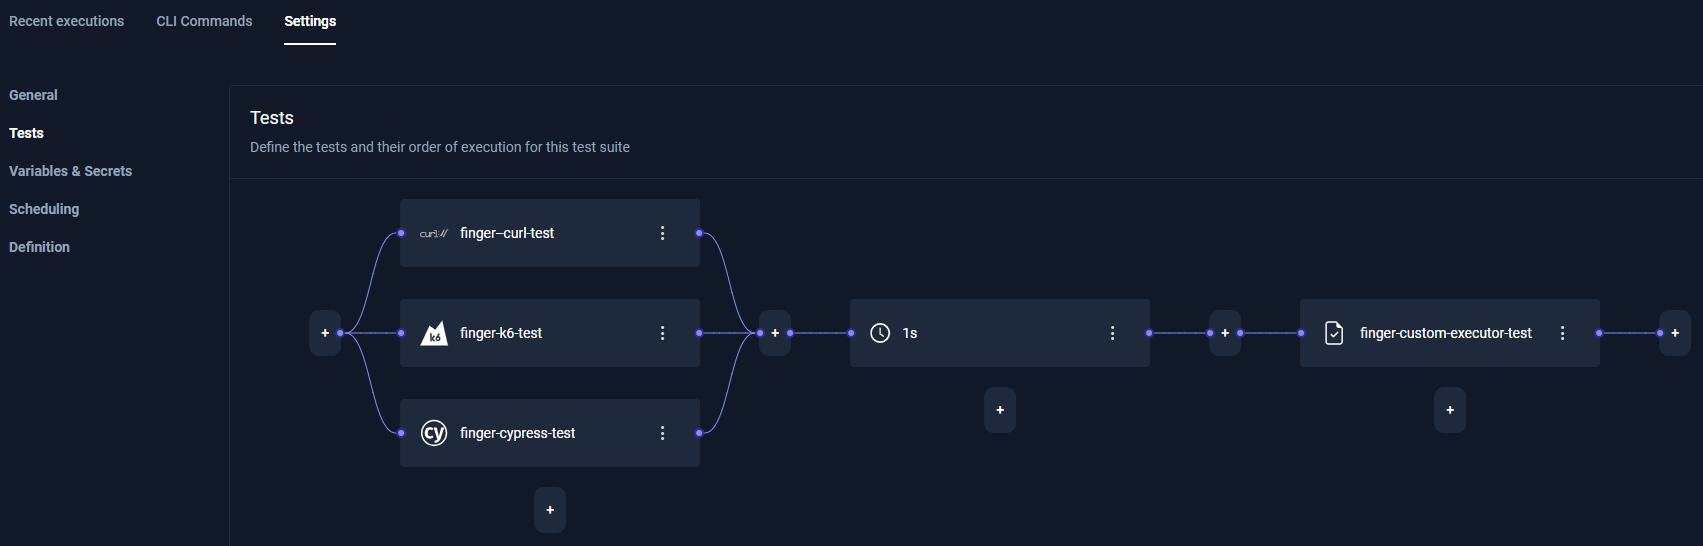 Recent executions
CLI Commands
Settings
General
Tests
Variables & Secrets
Scheduling
Definition
Tests
Define the tests and their order of execution for this test suite
curl://
finger--curl-test
+
k6
finger-k6-test
+
1s
+
finger-custom-executor-test
+
cy
finger-cypress-test
+
+
+